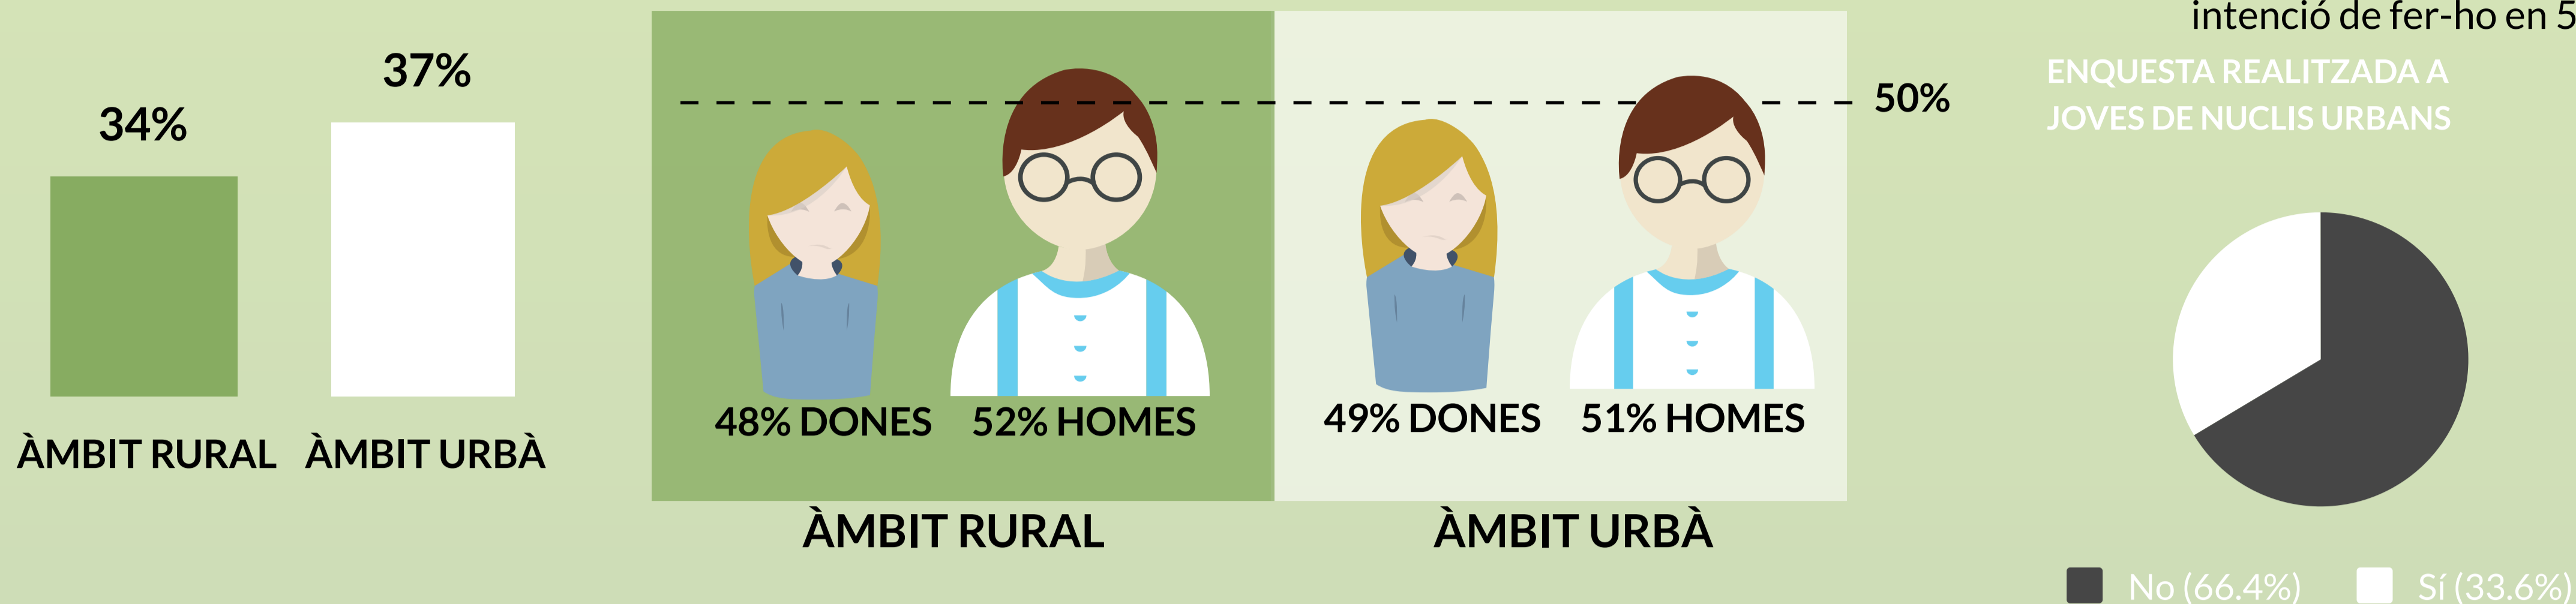 34%
37%
ÀMBIT RURAL
ÀMBIT URBÀ
50%
48% DONES
52% HOMES
49% DONES
51% HOMES
ÀMBIT RURAL
ÀMBIT URBÀ
intenció de fer-ho en 5
ENQUESTA REALITZADA A
JOVES DE NUCLIS URBANS
No (66.4%)
Sí (33.6%)